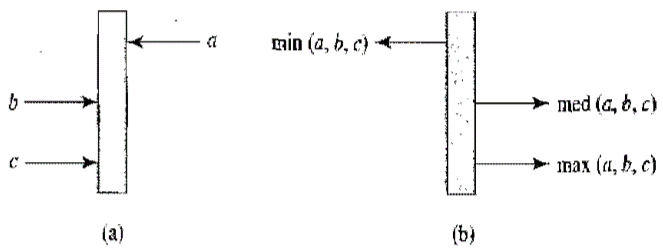 a
min (a, b, c)
b
med (a, b, c)
c
max (a, b, c)
(a)
(b)